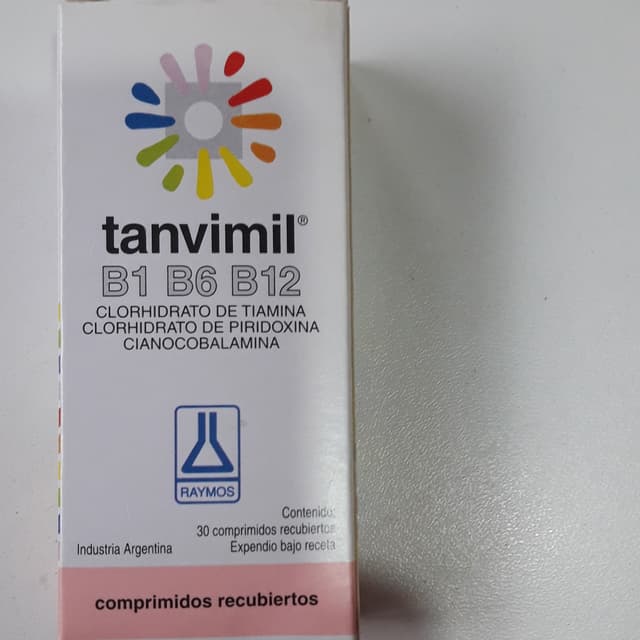 tanvimil®
B1 B6 B12
CLORHIDRATO DE TIAMINA
CLORHIDRATO DE PIRIDOXINA
CIANOCOBALAMINA
RAYMOS
Contenido:
30 comprimidos recubiertos
Industria Argentina
Expendio bajo receta
comprimidos recubiertos